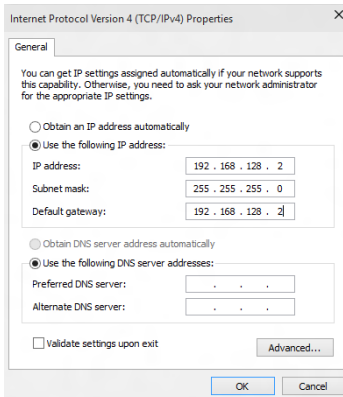 Internet Protocol Version 4 (TCP/IPv4) Properties
General
You can get IP settings assigned automatically if your network supports
this capability. Otherwise, you need to ask your network administrator
for the appropriate IP settings.
Obtain an IP address automatically
Use the following IP address:
IP address: 192 . 168 . 128 . 2
Subnet mask: 255 . 255 . 255 . 0
Default gateway: 192 . 168 . 128 . 2
Obtain DNS server address automatically
Use the following DNS server addresses:
Preferred DNS server: . . .
Alternate DNS server: . . .
Validate settings upon exit
Advanced...
OK Cancel